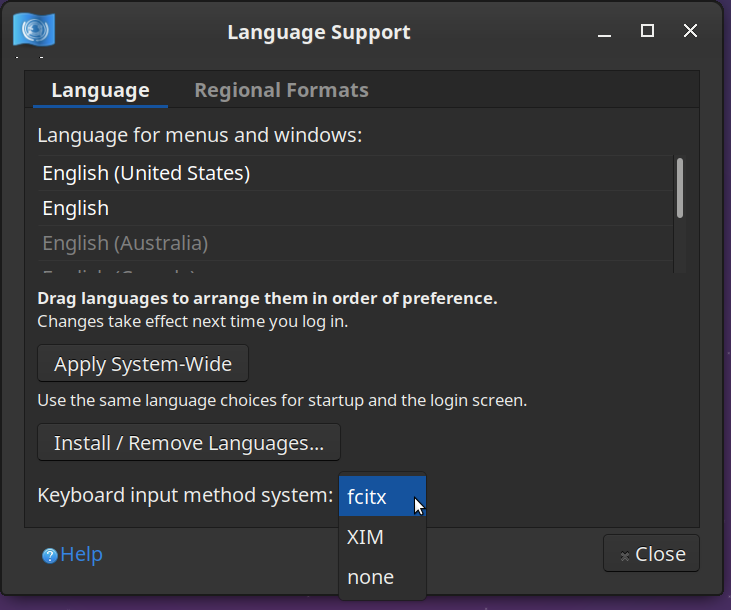 Language Support
Language
Regional Formats
Language for menus and windows:
English (United States)
English
English (Australia)
Drag languages to arrange them in order of preference.
Changes take effect next time you log in.
Apply System-Wide
Use the same language choices for startup and the login screen.
Install / Remove Languages...
Keyboard input method system:
fcitx
XIM
none
Help
Close